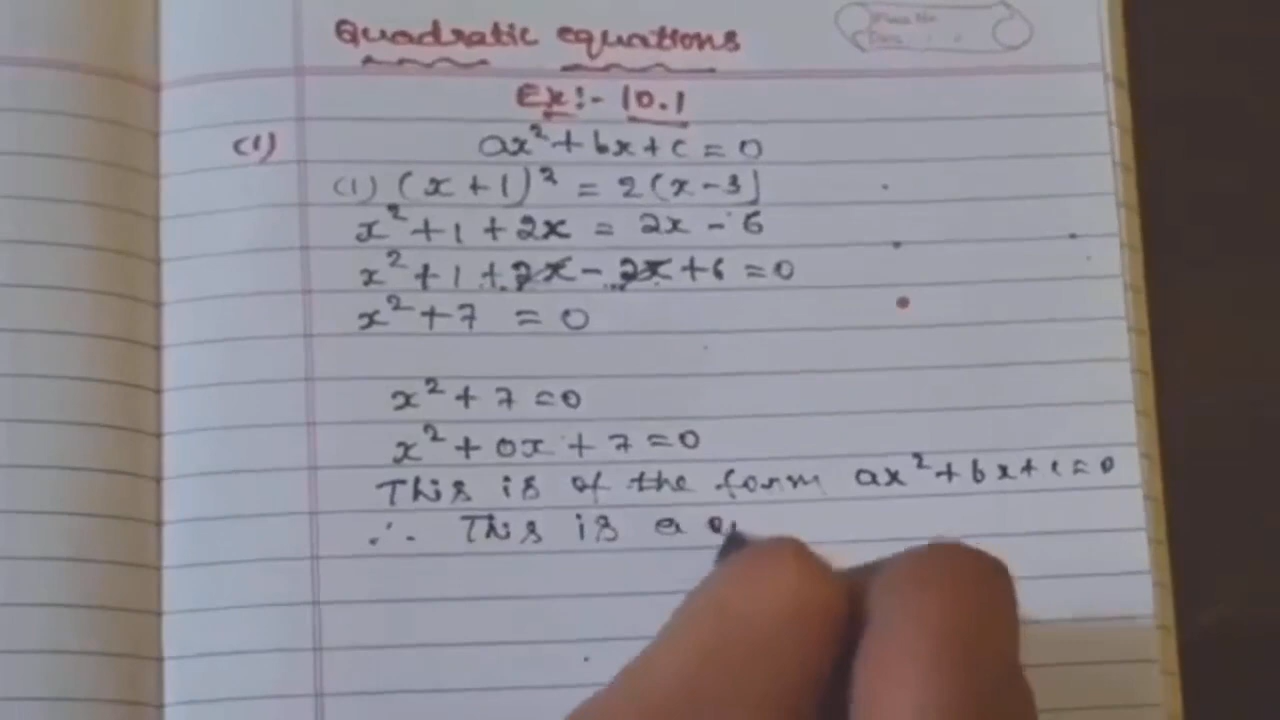 Quadratic equations
Ex:- 10.1
(1) ax² + bx + c = 0
(1) (x + 1)² = 2(x - 3)
x² + 1 + 2x = 2x - 6
x² + 1 + 2x - 2x + 6 = 0
x² + 7 = 0
x² + 7 = 0
x² + 0x + 7 = 0
This is of the form ax² + bx + c = 0
∴ This is a